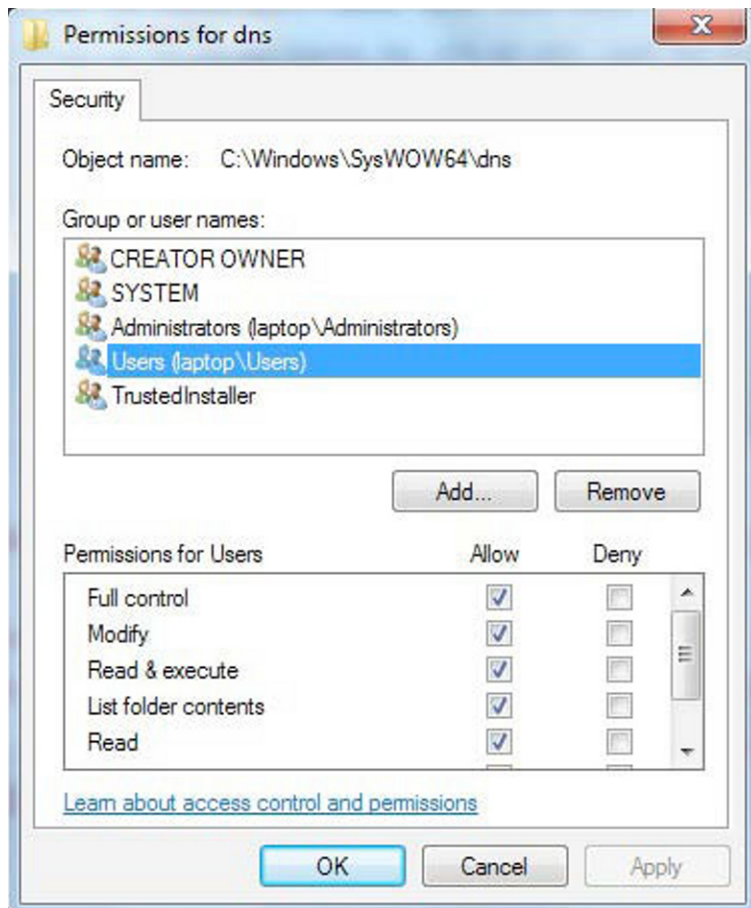 Permissions for dns
Security
Object name: C:\Windows\SysWOW64\dns
Group or user names:
CREATOR OWNER
SYSTEM
Administrators (laptop\Administrators)
Users (laptop\Users)
TrustedInstaller
Add... Remove
Permissions for Users Allow Deny
Full control
Modify
Read & execute
List folder contents
Read
Learn about access control and permissions
OK Cancel Apply